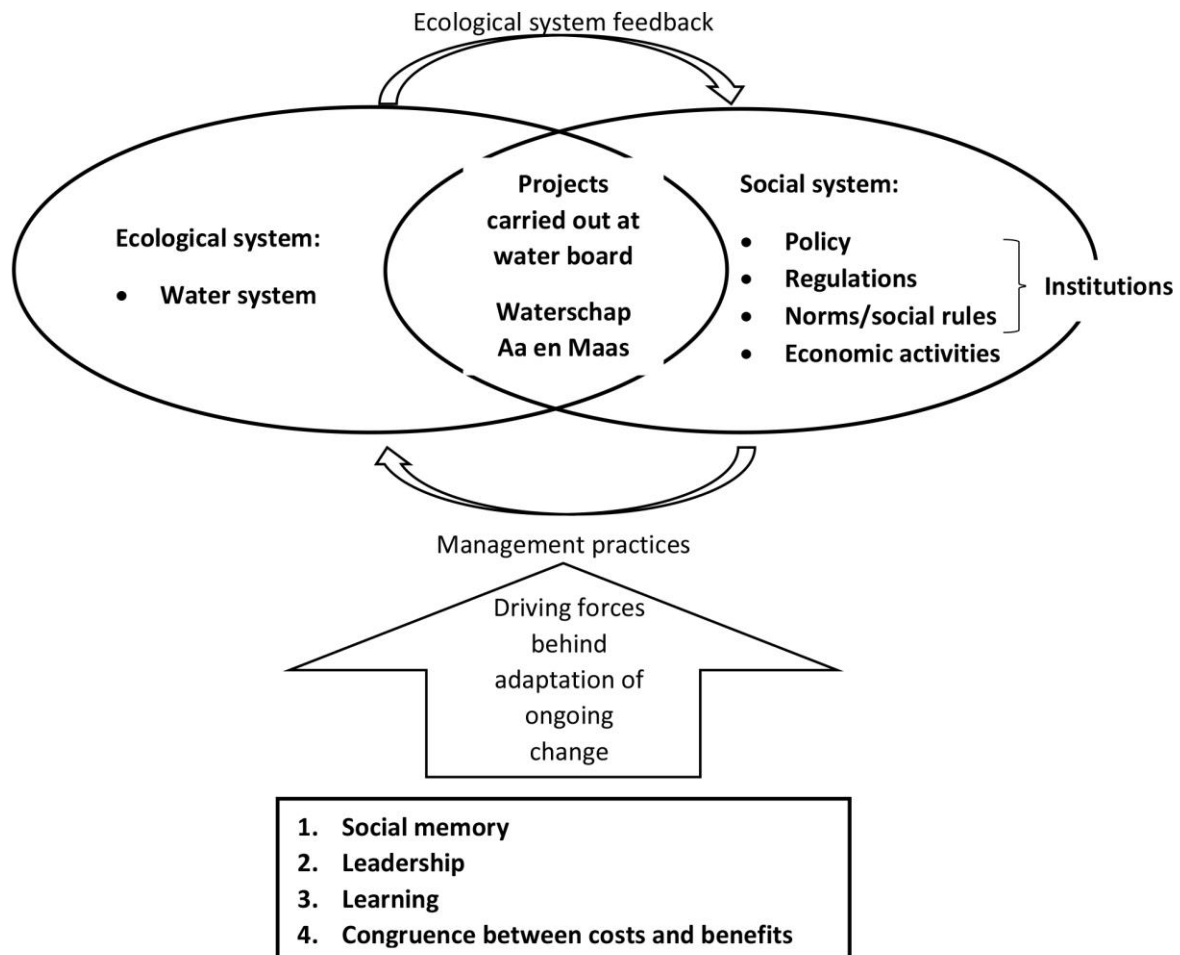 Ecological system feedback
Ecological system:
• Water system
Projects
carried out at
water board
Waterschap
Aa en Maas
Social system:
• Policy
• Regulations
• Norms/social rules
• Economic activities
Institutions
Management practices
Driving forces
behind
adaptation of
ongoing
change
1. Social memory
2. Leadership
3. Learning
4. Congruence between costs and benefits